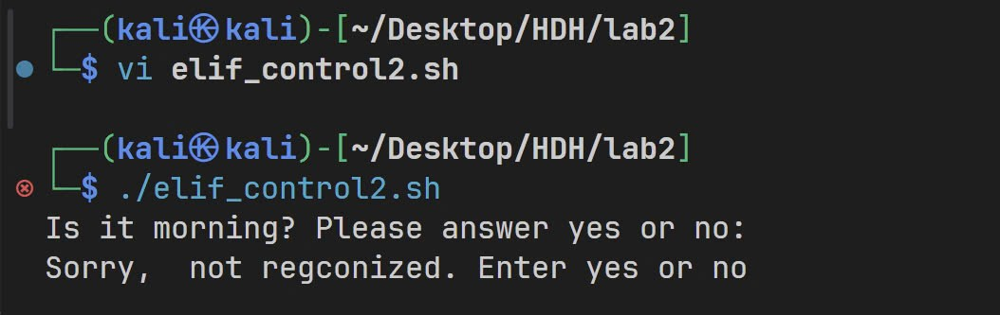 ┌──(kali㉿kali)-[~/Desktop/HDH/lab2]
└─$ vi elif_control2.sh
┌──(kali㉿kali)-[~/Desktop/HDH/lab2]
└─$ ./elif_control2.sh
Is it morning? Please answer yes or no:
Sorry,  not regconized. Enter yes or no